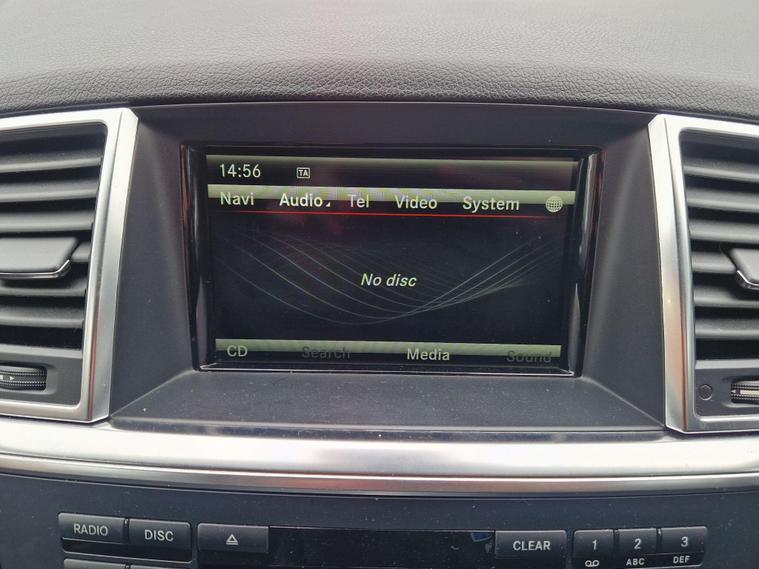 14:56 TA
Navi Audio Tel Video System
No disc
CD Search Media Sound
RADIO DISC CLEAR 1 2 3
ABC DEF